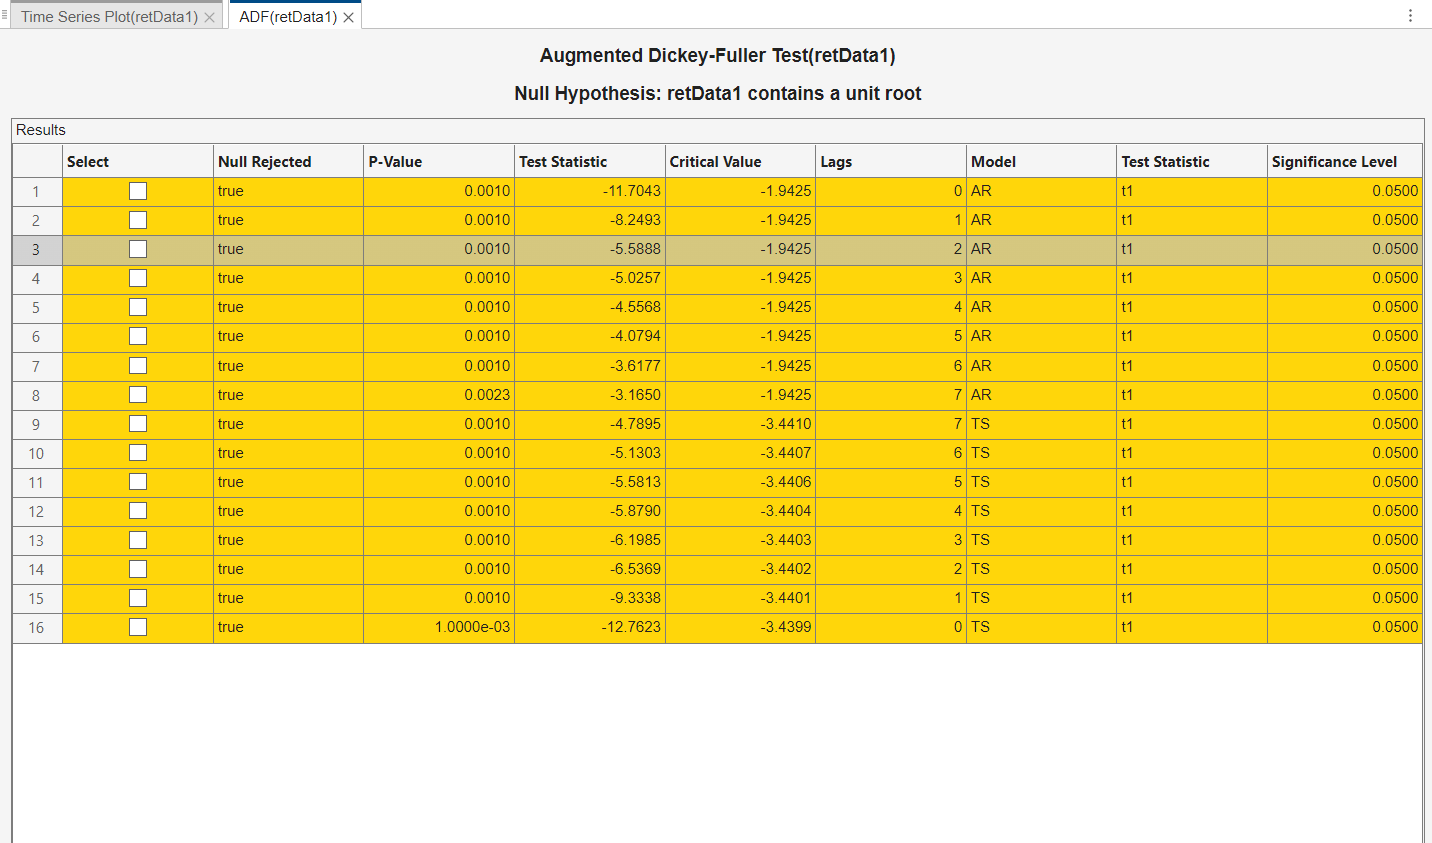 Time Series Plot(retData1) ADF(retData1)
Augmented Dickey-Fuller Test(retData1)
Null Hypothesis: retData1 contains a unit root
Results
Select Null Rejected P-Value Test Statistic Critical Value Lags Model Test Statistic Significance Level
1 true 0.0010 -11.7043 -1.9425 0 AR t1 0.0500
2 true 0.0010 -8.2493 -1.9425 1 AR t1 0.0500
3 true 0.0010 -5.5888 -1.9425 2 AR t1 0.0500
4 true 0.0010 -5.0257 -1.9425 3 AR t1 0.0500
5 true 0.0010 -4.5568 -1.9425 4 AR t1 0.0500
6 true 0.0010 -4.0794 -1.9425 5 AR t1 0.0500
7 true 0.0010 -3.6177 -1.9425 6 AR t1 0.0500
8 true 0.0023 -3.1650 -1.9425 7 AR t1 0.0500
9 true 0.0010 -4.7895 -3.4410 7 TS t1 0.0500
10 true 0.0010 -5.1303 -3.4407 6 TS t1 0.0500
11 true 0.0010 -5.5813 -3.4406 5 TS t1 0.0500
12 true 0.0010 -5.8790 -3.4404 4 TS t1 0.0500
13 true 0.0010 -6.1985 -3.4403 3 TS t1 0.0500
14 true 0.0010 -6.5369 -3.4402 2 TS t1 0.0500
15 true 0.0010 -9.3338 -3.4401 1 TS t1 0.0500
16 true 1.0000e-03 -12.7623 -3.4399 0 TS t1 0.0500